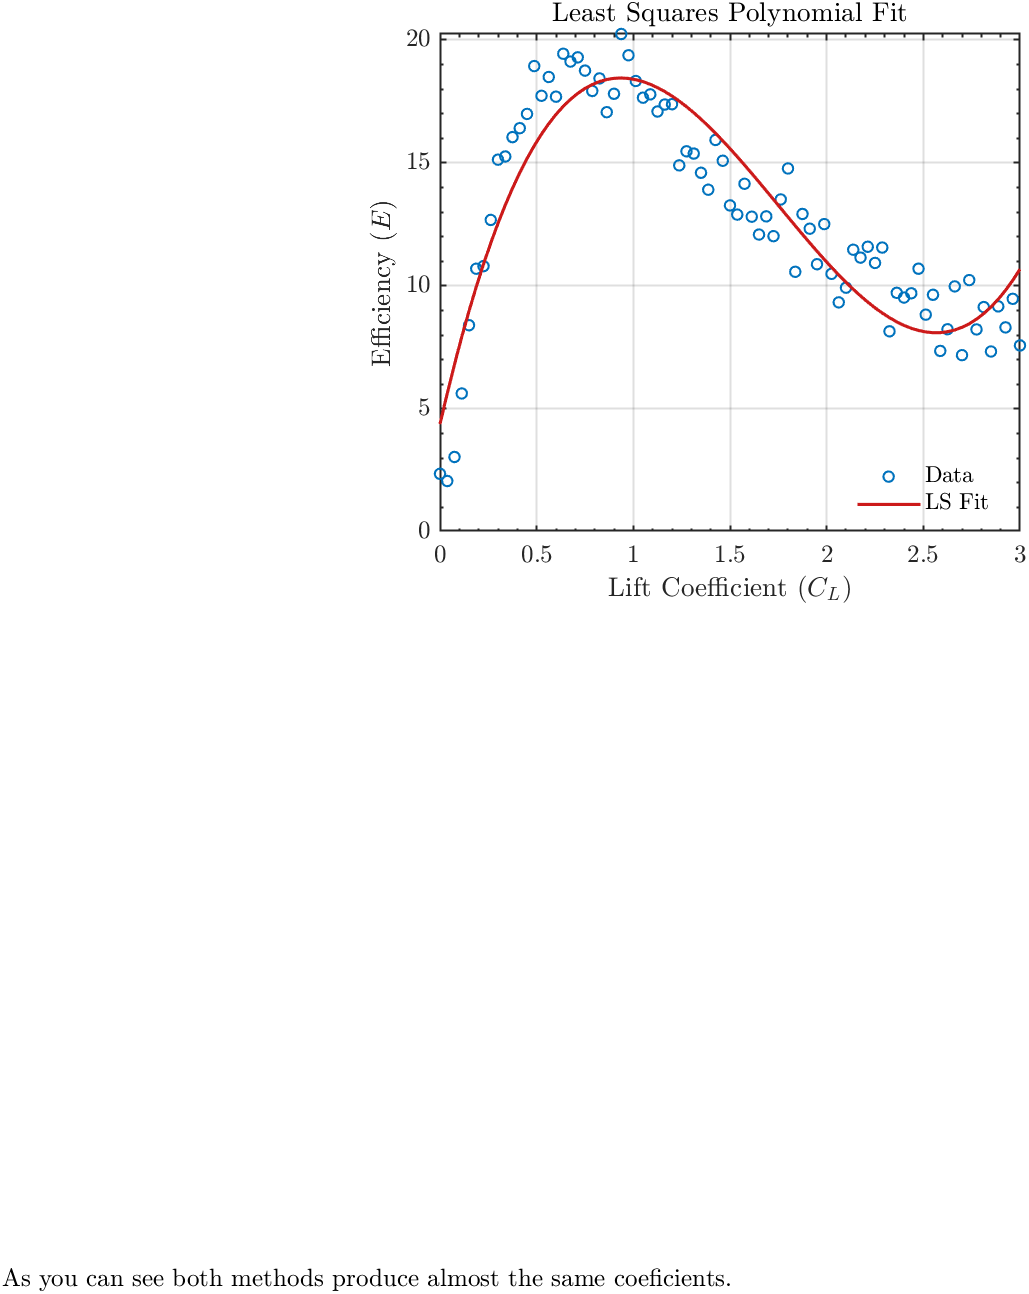 Least Squares Polynomial Fit
20
15
10
5
0
Efficiency (E)
Data
LS Fit
0 0.5 1 1.5 2 2.5 3
Lift Coefficient (C_L)
As you can see both methods produce almost the same coeficients.